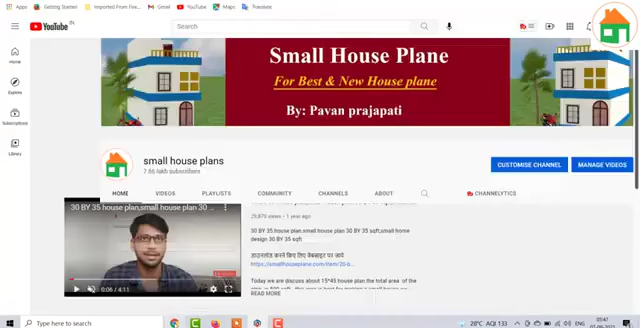 Apps
Getting Started
Imported From Fire...
Gmail
YouTube
Maps
Translate
YouTube IN
Search
Home
Explore
Subscriptions
Library
Small House Plane
For Best & New House plane
By: Pavan prajapati
small house plans
7.86 lakh subscribers
CUSTOMISE CHANNEL
MANAGE VIDEOS
HOME
VIDEOS
PLAYLISTS
COMMUNITY
CHANNELS
ABOUT
CHANNELYTICS
30 BY 35 house plan,small house plan 30 ...
0:06 / 4:11
29,879 views • 1 year ago
30 BY 35 house plan,small house plan 30 BY 35 sqft,small home
design 30 BY 35 sqft
डाउनलोड करने के लिए वेबसाइट पर जाये
https://smallhouseplane.com/item/20-b...
Today we are discuss about 15*45 house plan.the total area of the
READ MORE
Type here to search
28°C AQI 133
05:47